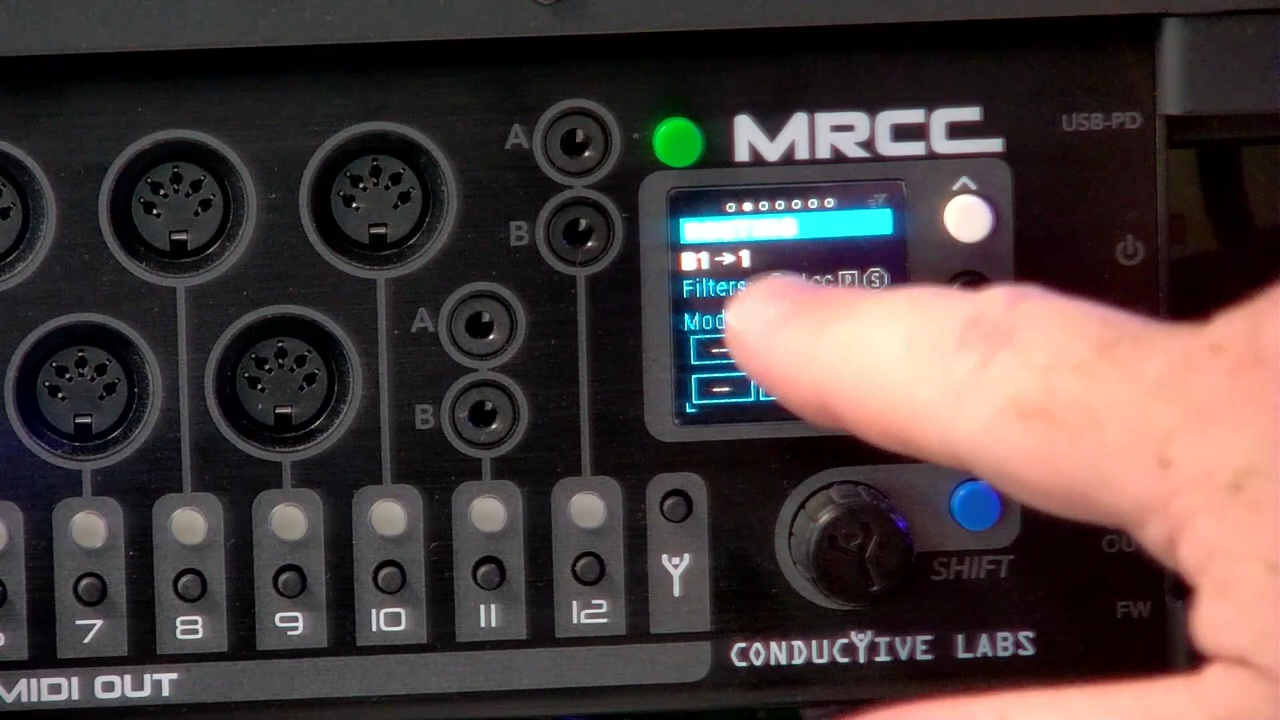 MRCC
USB-PD
A
B
B1→1
Filters
A
B
SHIFT
FW
7
8
9
10
11
12
CONDUCTIVE LABS
MIDI OUT